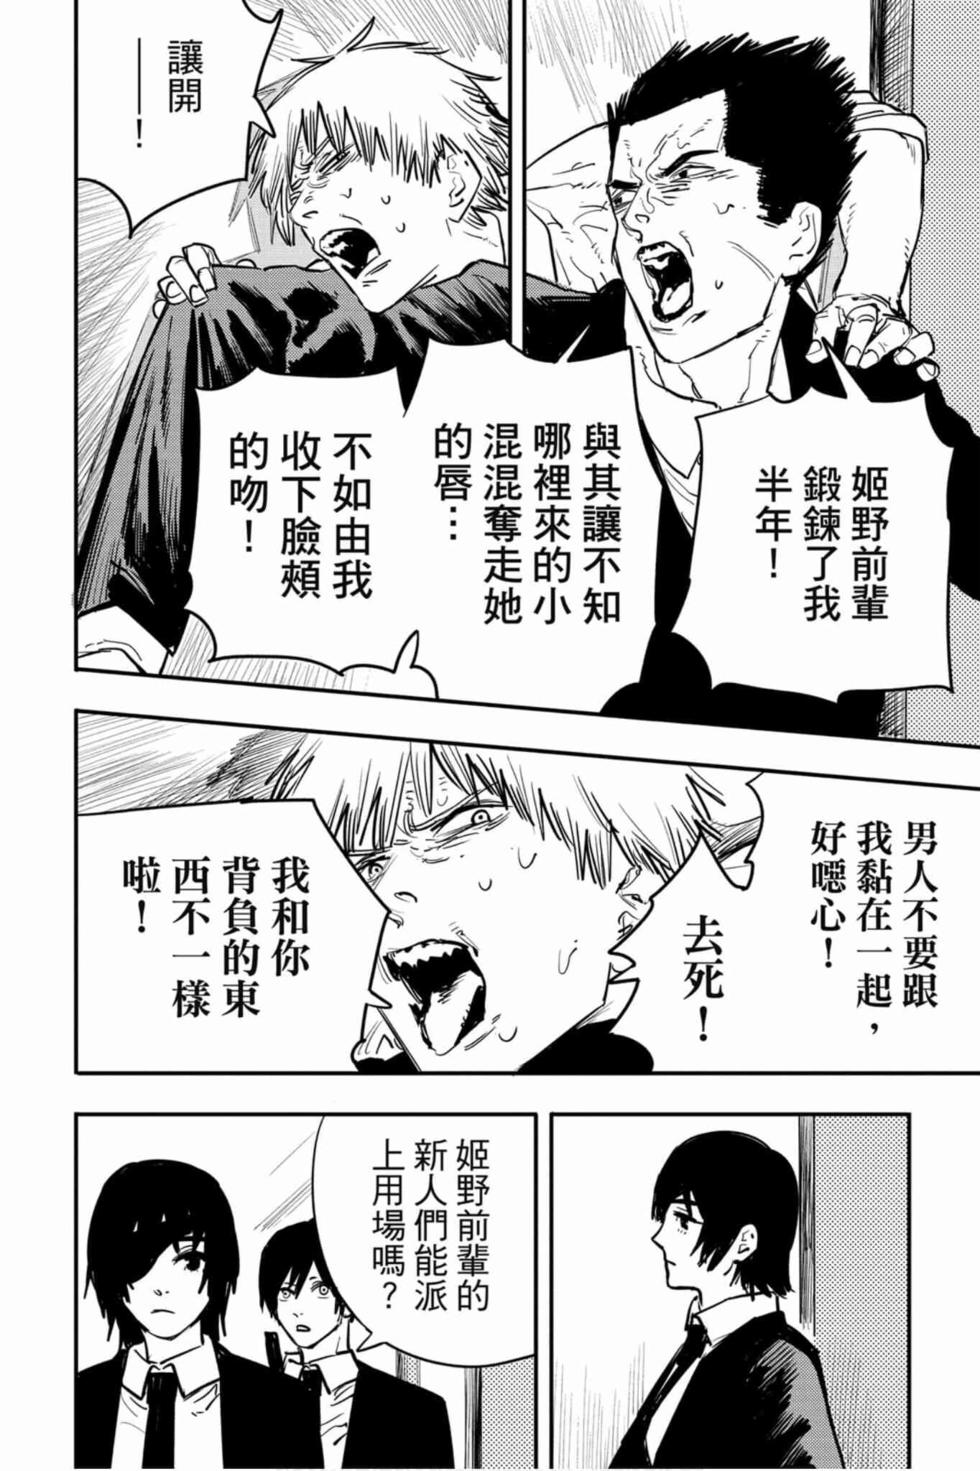 姬野前輩
鍛鍊了我
半年！
與其讓不知
哪裡來的小
混混奪走她
的唇…
不如由我
收下臉頰
的吻！
讓開
——！
男人不要跟
我黏在一起，
好噁心！
去死！
我和你
背負的東
西不一樣
啦！
姬野前輩的
新人們能派
上用場嗎？